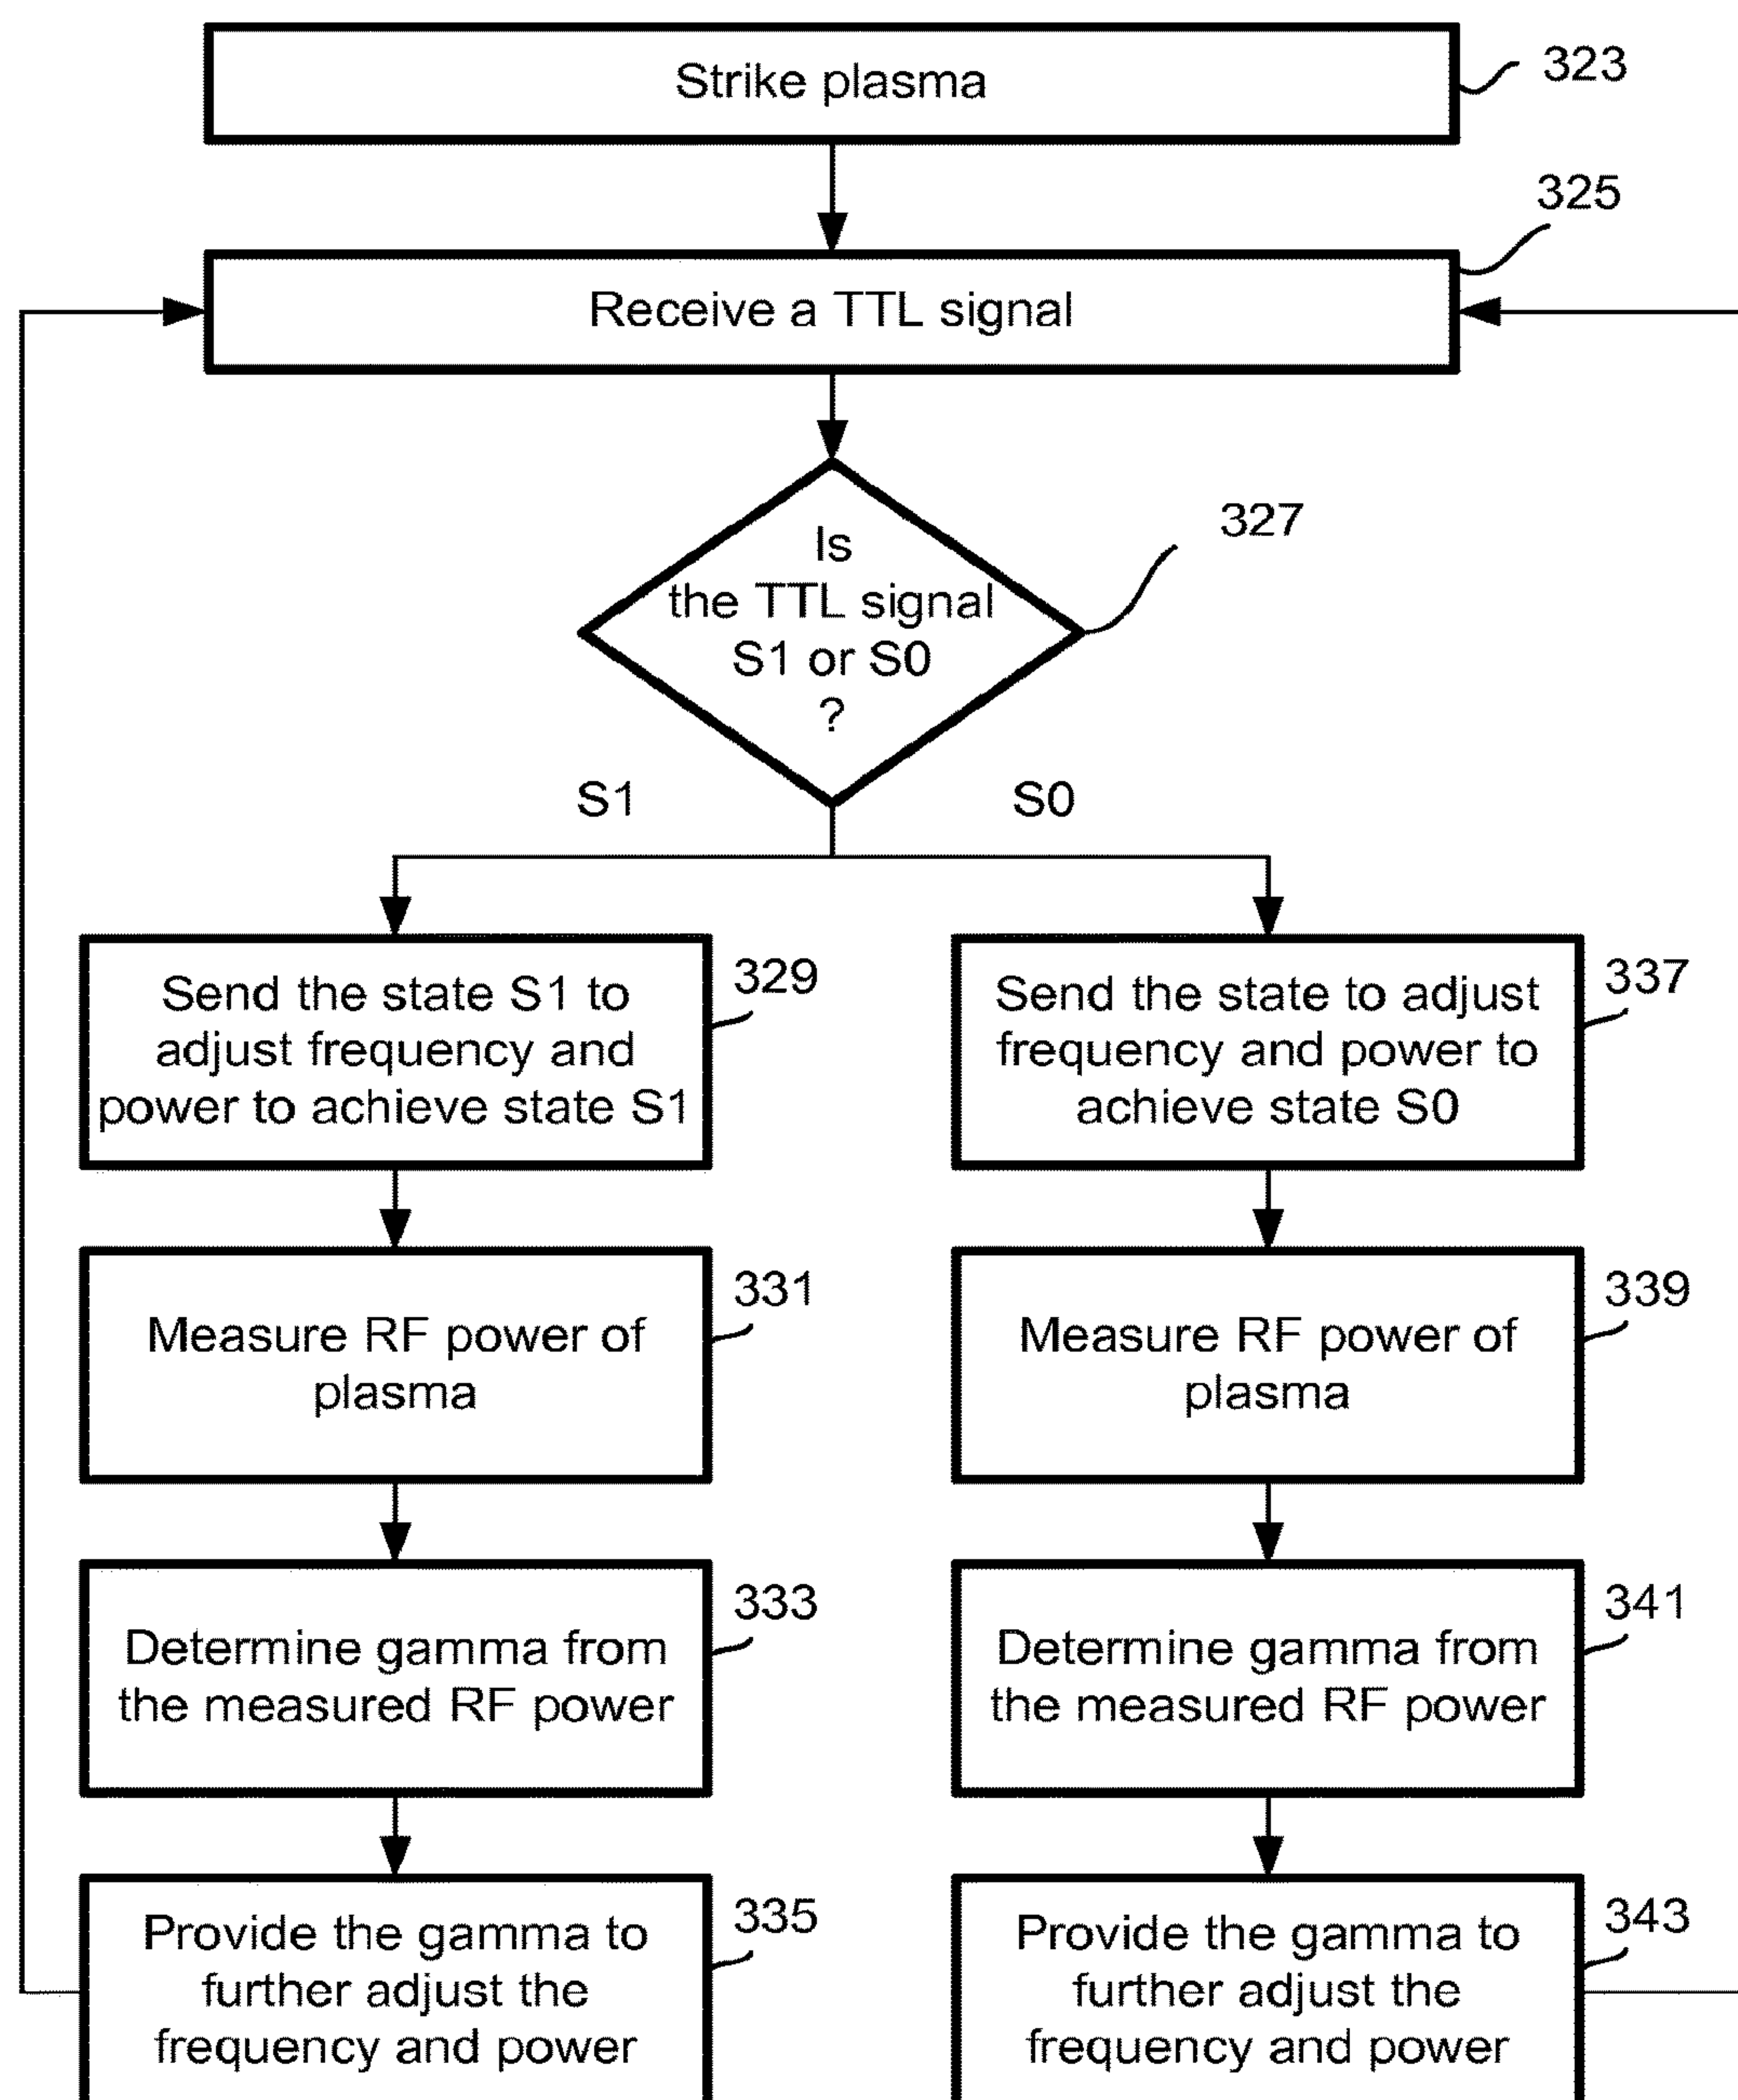 Strike plasma
323
325
Receive a TTL signal
327
Is
the TTL signal
S1 or S0
?
S1
S0
Send the state S1 to
adjust frequency and
power to achieve state S1
329
Send the state to adjust
frequency and power to
achieve state S0
337
Measure RF power of
plasma
331
Measure RF power of
plasma
339
Determine gamma from
the measured RF power
333
Determine gamma from
the measured RF power
341
Provide the gamma to
further adjust the
frequency and power
335
Provide the gamma to
further adjust the
frequency and power
343